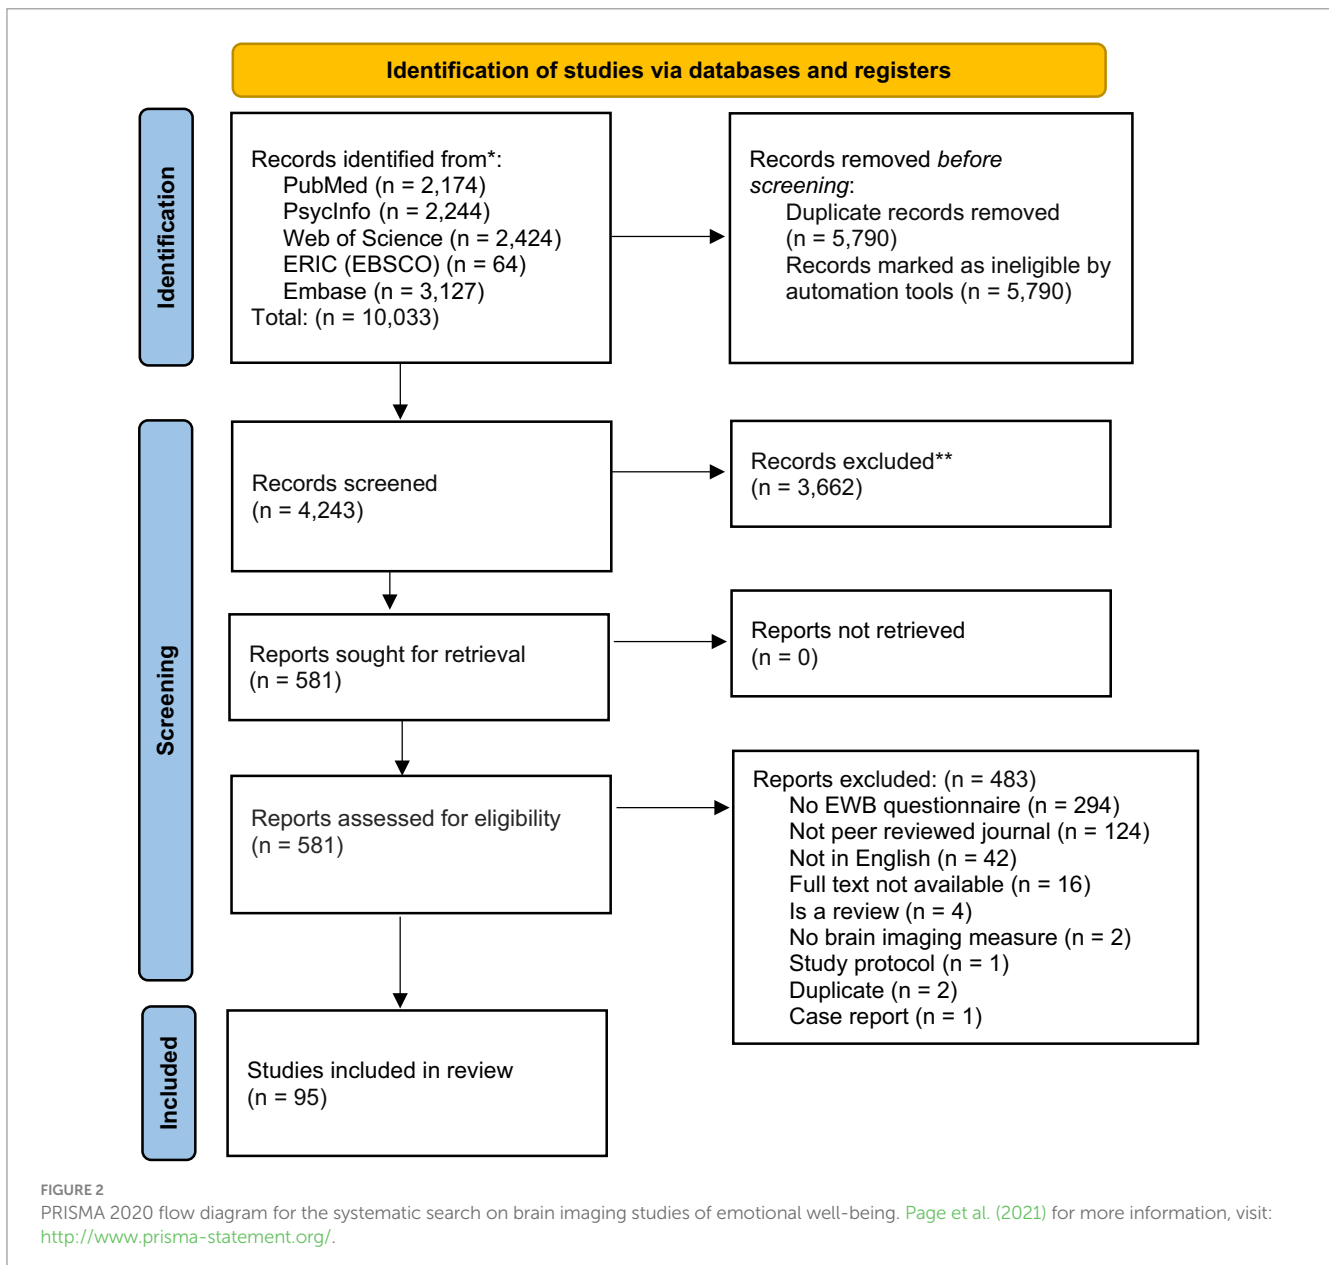 Identification of studies via databases and registers
Identification
Records identified from*:
PubMed (n = 2,174)
PsycInfo (n = 2,244)
Web of Science (n = 2,424)
ERIC (EBSCO) (n = 64)
Embase (n = 3,127)
Total: (n = 10,033)
Records removed before
screening:
Duplicate records removed
(n = 5,790)
Records marked as ineligible by
automation tools (n = 5,790)
Screening
Records screened
(n = 4,243)
Records excluded**
(n = 3,662)
Reports sought for retrieval
(n = 581)
Reports not retrieved
(n = 0)
Reports assessed for eligibility
(n = 581)
Reports excluded: (n = 483)
No EWB questionnaire (n = 294)
Not peer reviewed journal (n = 124)
Not in English (n = 42)
Full text not available (n = 16)
Is a review (n = 4)
No brain imaging measure (n = 2)
Study protocol (n = 1)
Duplicate (n = 2)
Case report (n = 1)
Included
Studies included in review
(n = 95)
FIGURE 2
PRISMA 2020 flow diagram for the systematic search on brain imaging studies of emotional well-being. Page et al. (2021) for more information, visit:
http://www.prisma-statement.org/.